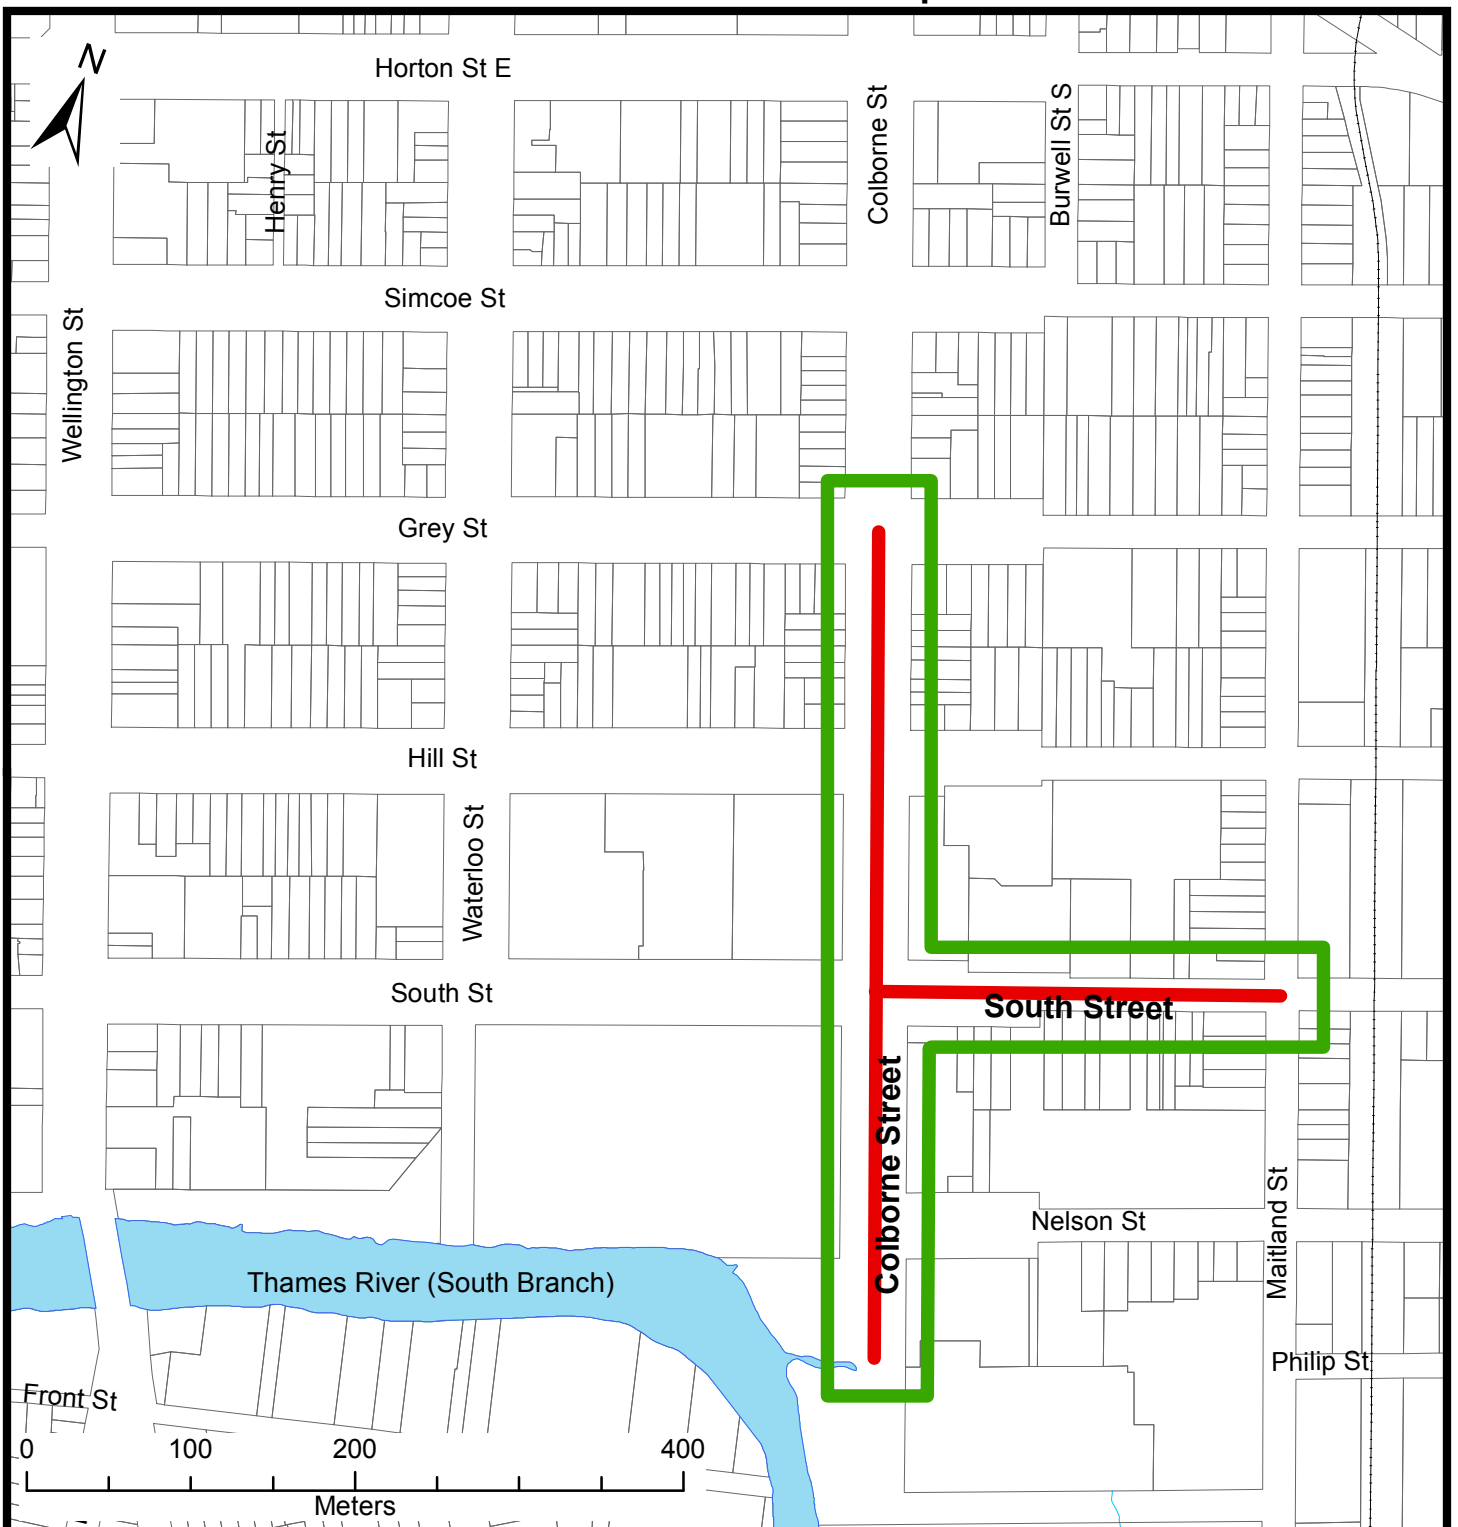 N
Horton St E
Colborne St
Burwell St S
Henry St
Simcoe St
Wellington St
Grey St
Hill St
Waterloo St
South St
South Street
Colborne Street
Nelson St
Maitland St
Thames River (South Branch)
Philip St
Front St
0 100 200 400
Meters